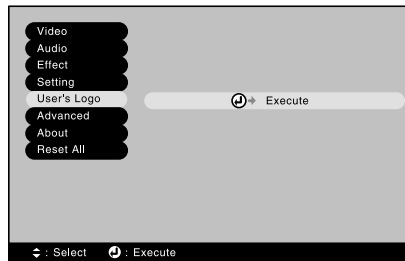 Video
Audio
Effect
Setting
User's Logo
Execute
Advanced
About
Reset All
: Select : Execute